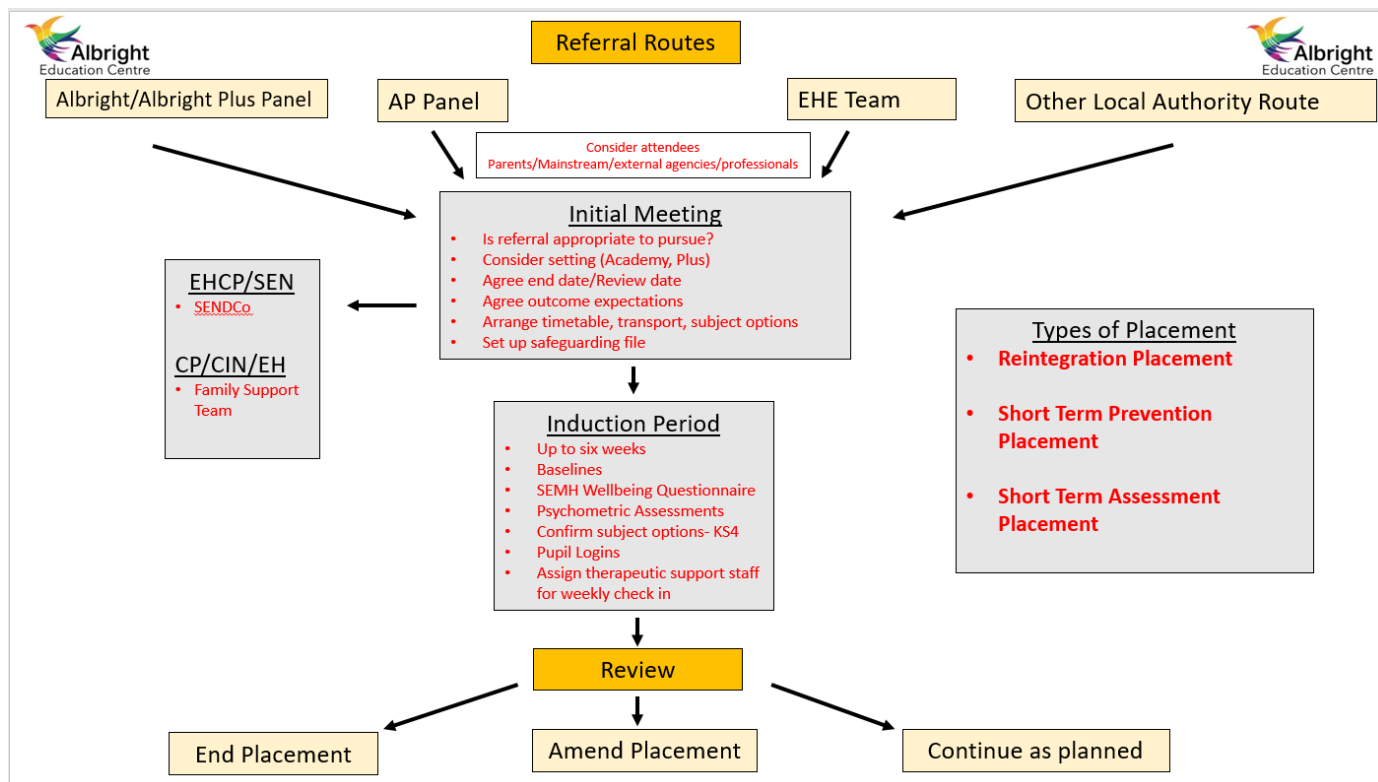 Albright
Education Centre
Referral Routes
Albright
Education Centre
Albright/Albright Plus Panel
AP Panel
EHE Team
Other Local Authority Route
Consider attendees
Parents/Mainstream/external agencies/professionals
Initial Meeting
• Is referral appropriate to pursue?
• Consider setting (Academy, Plus)
• Agree end date/Review date
• Agree outcome expectations
• Arrange timetable, transport, subject options
• Set up safeguarding file
EHCP/SEN
• SENDCo
CP/CIN/EH
• Family Support
Team
Types of Placement
• Reintegration Placement
• Short Term Prevention
Placement
• Short Term Assessment
Placement
Induction Period
• Up to six weeks
• Baselines
• SEMH Wellbeing Questionnaire
• Psychometric Assessments
• Confirm subject options- KS4
• Pupil Logins
• Assign therapeutic support staff
for weekly check in
Review
End Placement
Amend Placement
Continue as planned